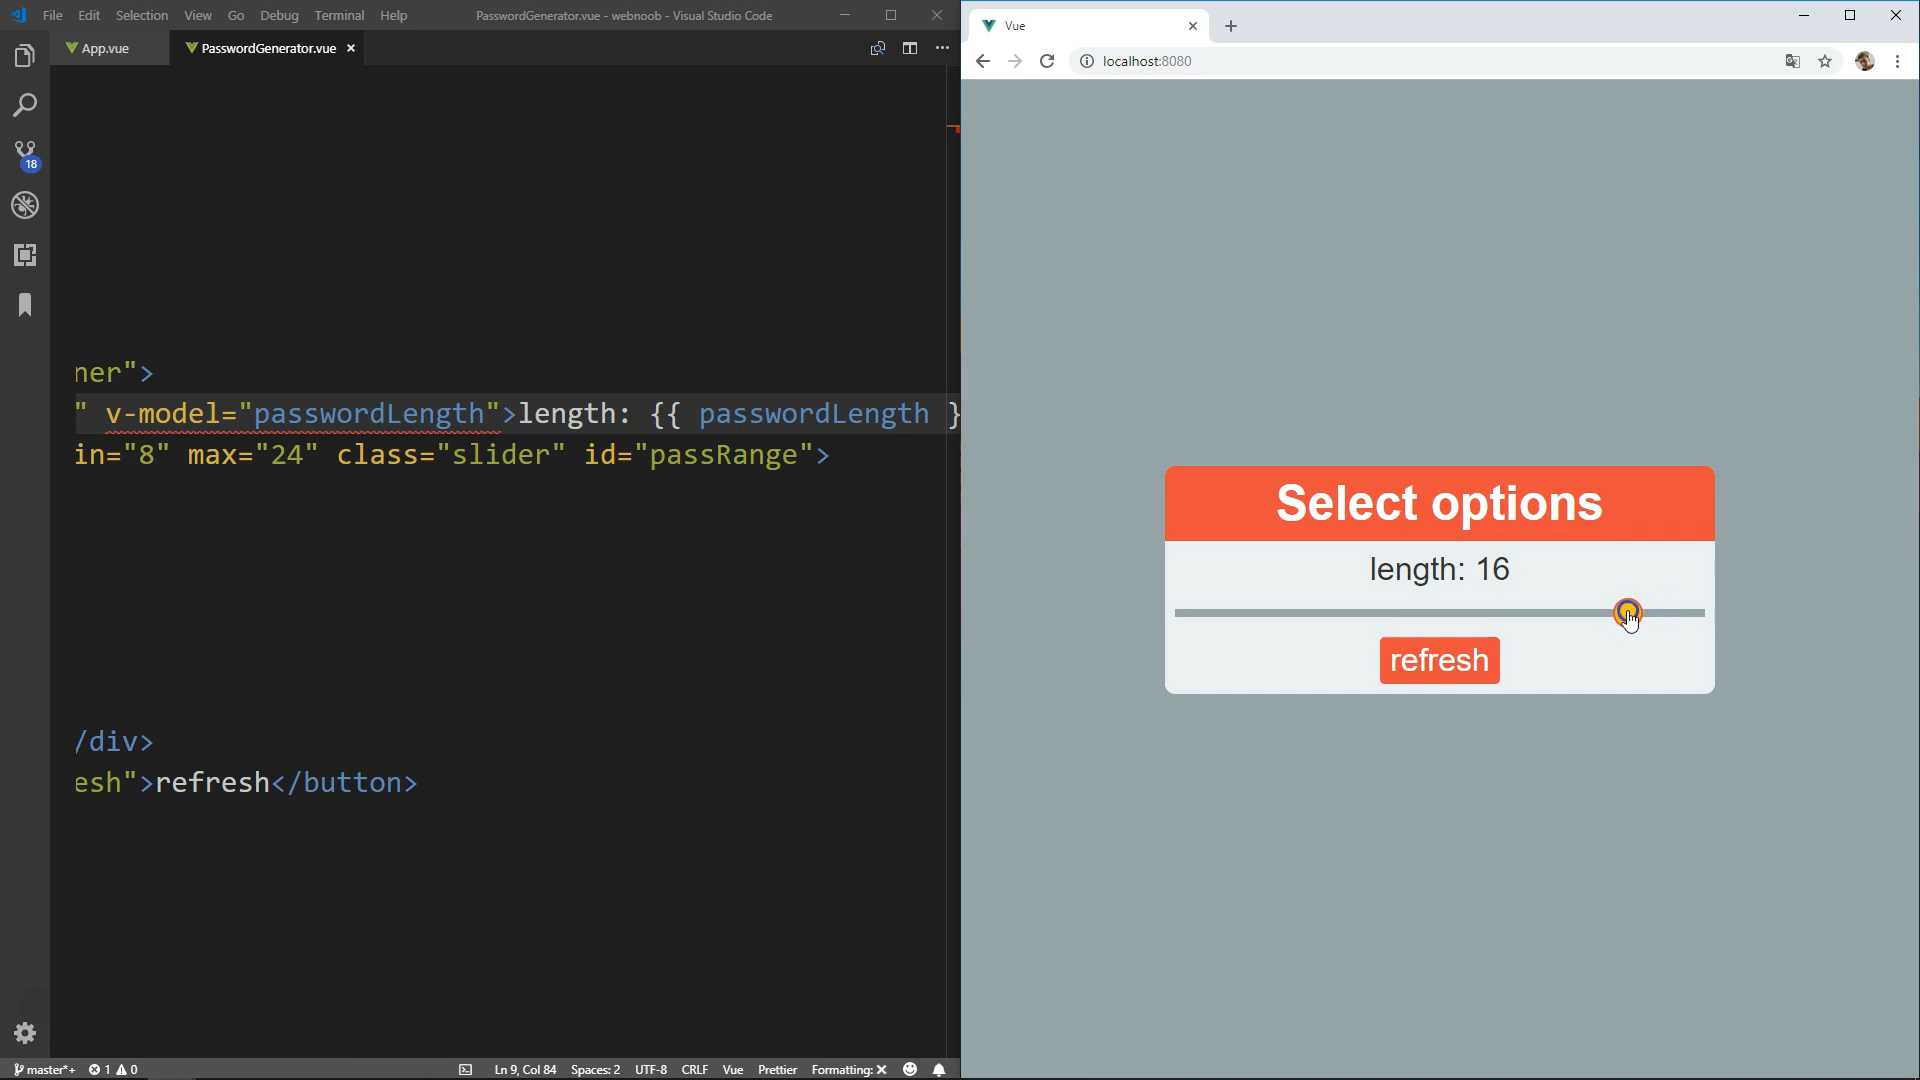 File Edit Selection View Go Debug Terminal Help PasswordGenerator.vue - webnoob - Visual Studio Code
App.vue PasswordGenerator.vue
18
ner">
" v-model="passwordLength">length: {{ passwordLength }
in="8" max="24" class="slider" id="passRange">
/div>
esh">refresh</button>
master*+ 1 0 Ln 9, Col 84 Spaces: 2 UTF-8 CRLF Vue Prettier Formatting:
Vue
localhost:8080
Select options
length: 16
refresh